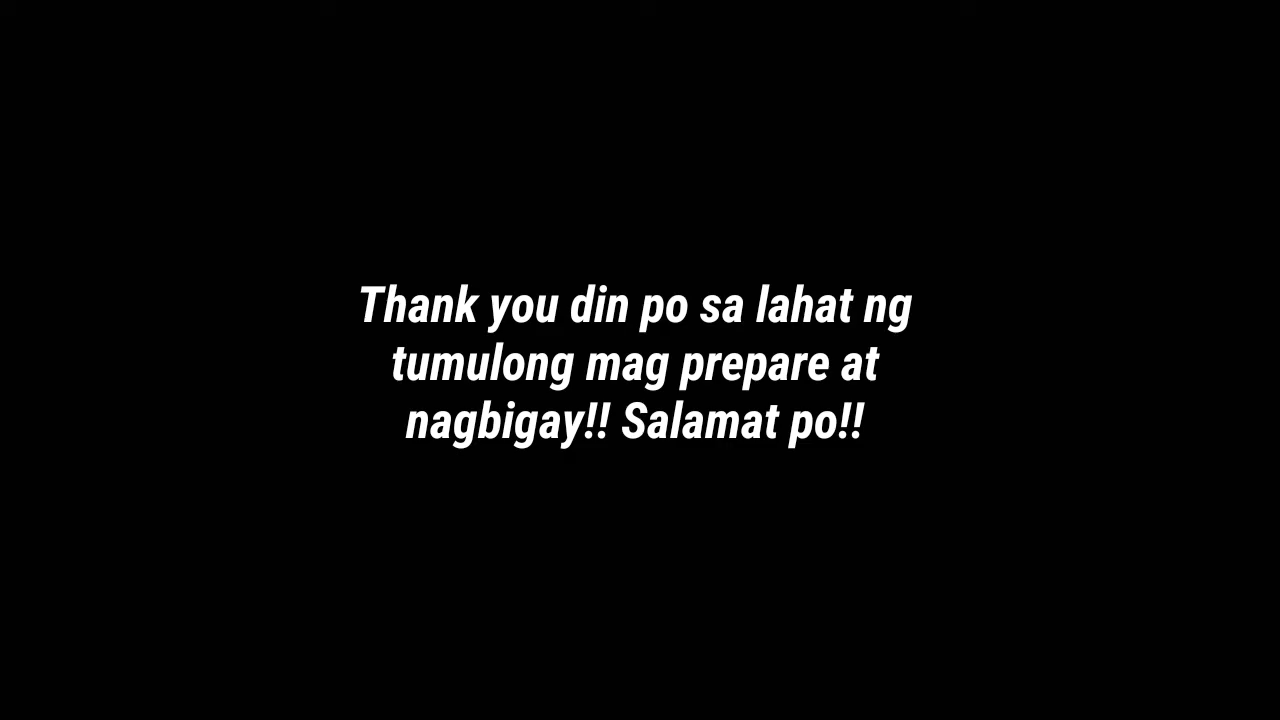 Thank you din po sa lahat ng
tumulong mag prepare at
nagbigay!! Salamat po!!